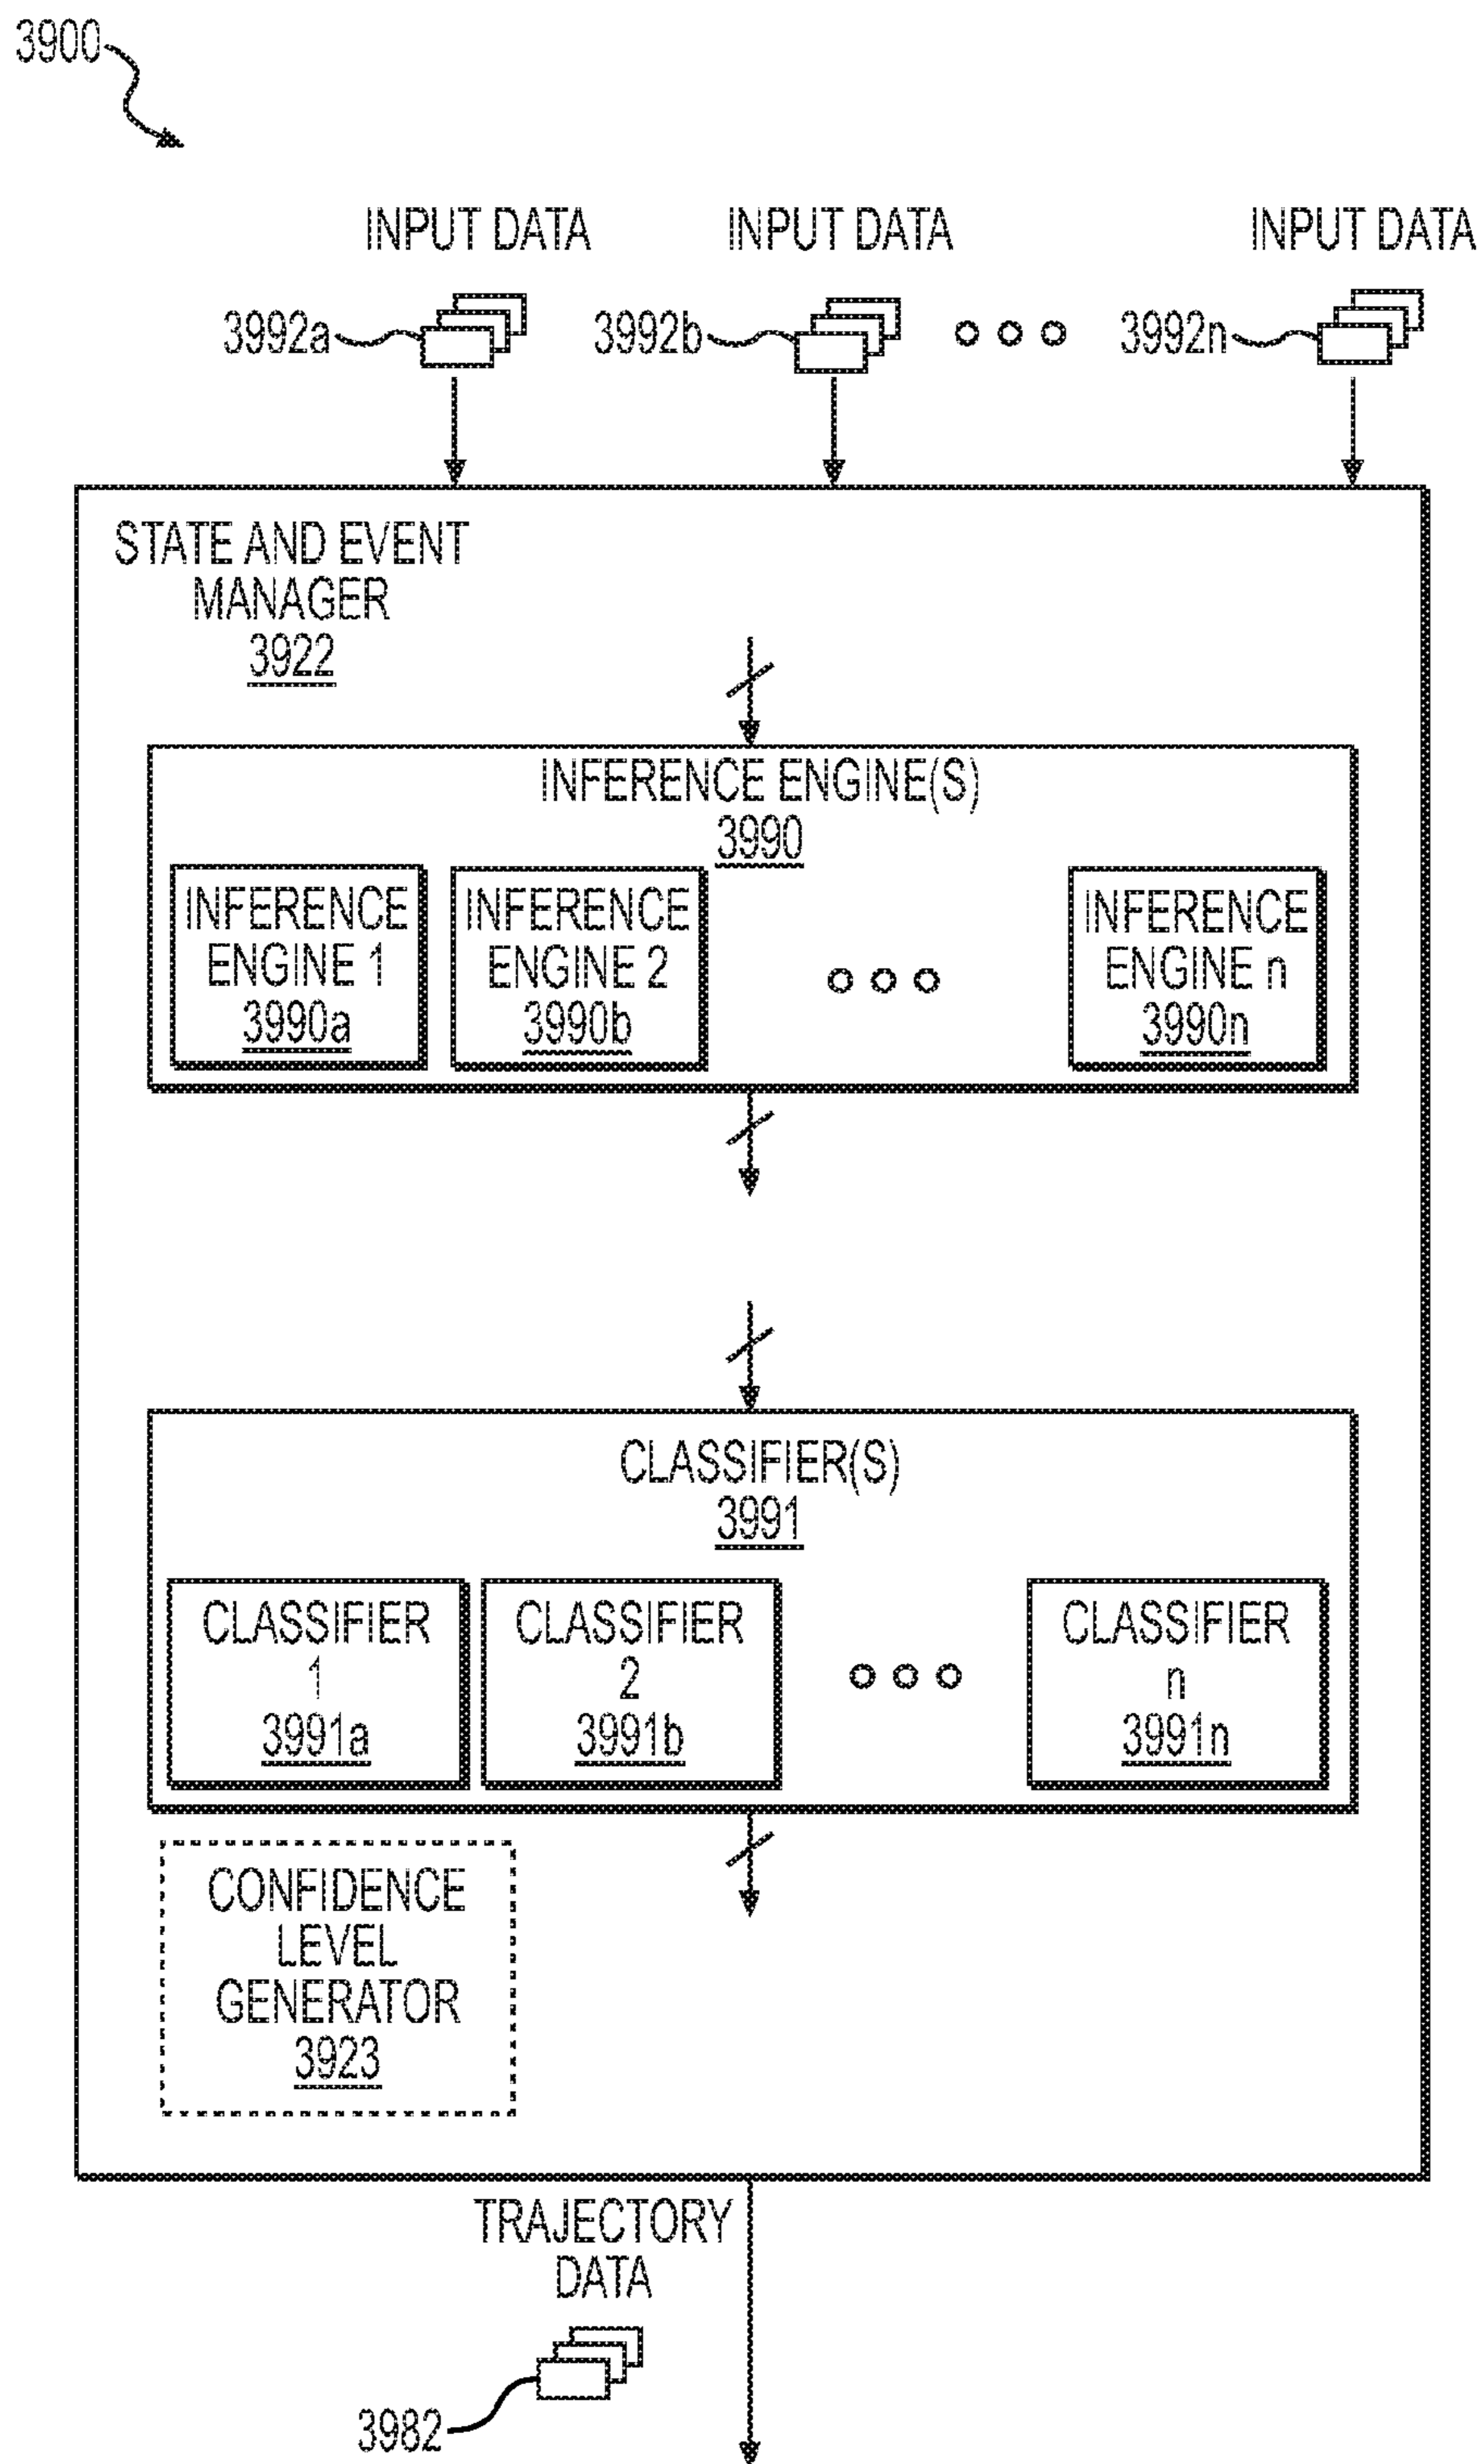 3900
INPUT DATA INPUT DATA INPUT DATA
3992a 3992b 3992n
STATE AND EVENT
MANAGER
3922
INFERENCE ENGINE(S)
3990
INFERENCE
ENGINE 1
3990a
INFERENCE
ENGINE 2
3990b
INFERENCE
ENGINE n
3990n
CLASSIFIER(S)
3991
CLASSIFIER
1
3991a
CLASSIFIER
2
3991b
CLASSIFIER
n
3991n
CONFIDENCE
LEVEL
GENERATOR
3923
TRAJECTORY
DATA
3982